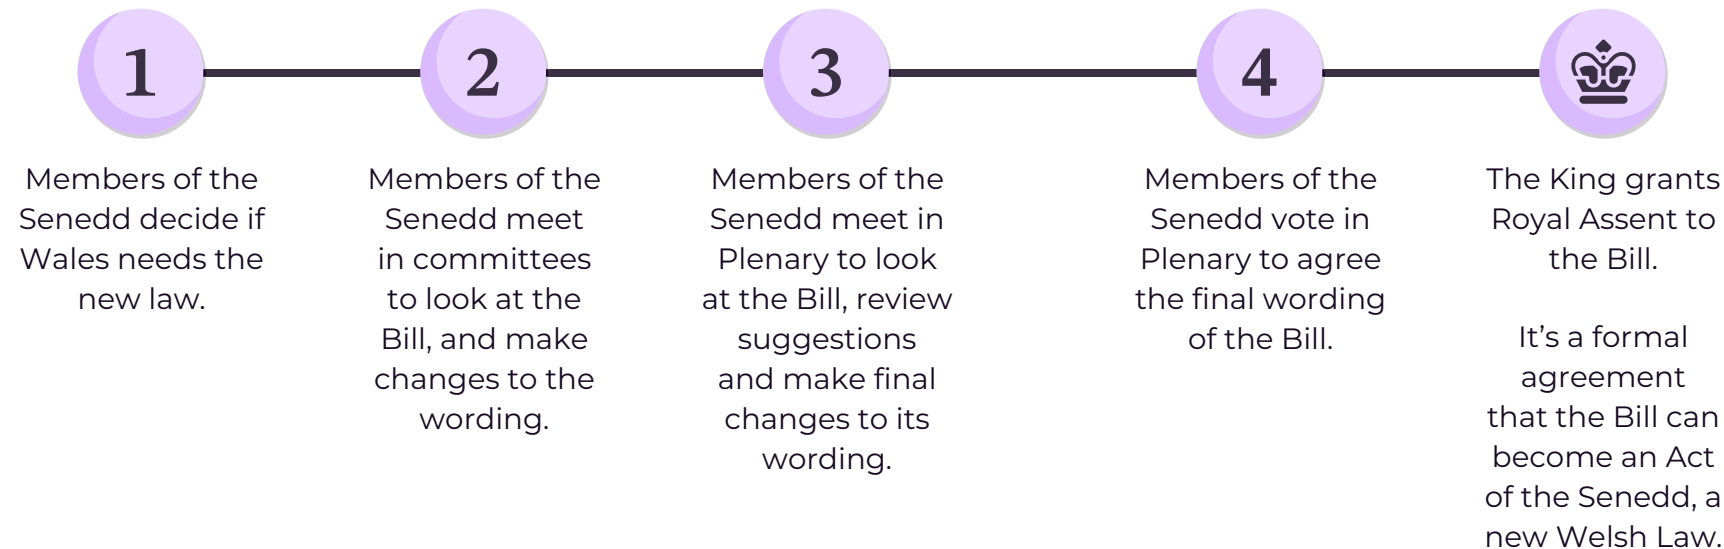 1
Members of the
Senedd decide if
Wales needs the
new law.
2
Members of the
Senedd meet
in committees
to look at the
Bill, and make
changes to the
wording.
3
Members of the
Senedd meet in
Plenary to look
at the Bill, review
suggestions
and make final
changes to its
wording.
4
Members of the
Senedd vote in
Plenary to agree
the final wording
of the Bill.
The King grants
Royal Assent to
the Bill.
It’s a formal
agreement
that the Bill can
become an Act
of the Senedd, a
new Welsh Law.